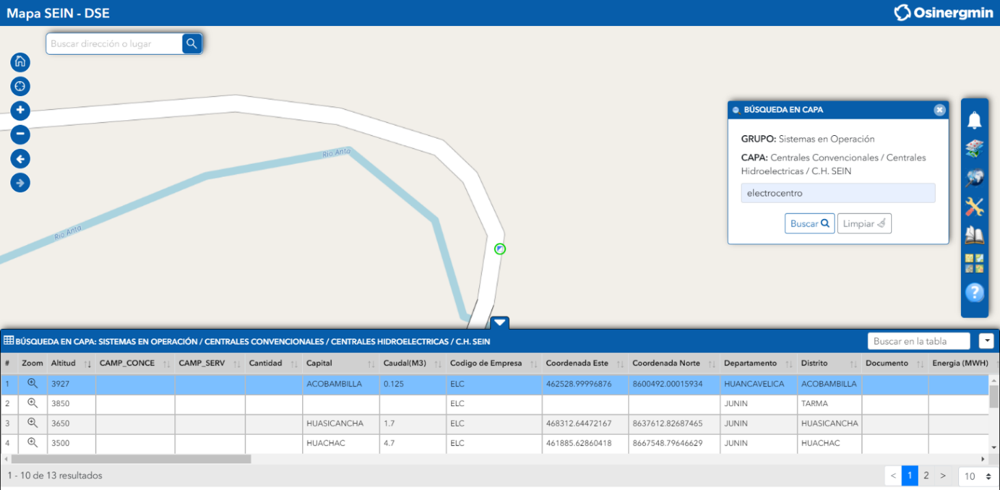 Mapa SEIN - DSE
Osinergmin
Buscar dirección o lugar
Rio Anta
Rio Anta
BÚSQUEDA EN CAPA
GRUPO: Sistemas en Operación
CAPA: Centrales Convencionales / Centrales
Hidroelectricas / C.H. SEIN
electrocentro
Buscar Limpiar
BÚSQUEDA EN CAPA: SISTEMAS EN OPERACIÓN / CENTRALES CONVENCIONALES / CENTRALES HIDROELECTRICAS / C.H. SEIN Buscar en la tabla
# Zoom Altitud CAMP_CONCE CAMP_SERV Cantidad Capital Caudal(M3) Codigo de Empresa Coordenada Este Coordenada Norte Departamento Distrito Documento Energia (MWH)
1 3927 ACOBAMBILLA 0.125 ELC 462528.99996876 8600492.00015934 HUANCAVELICA ACOBAMBILLA
2 3850 ELC JUNIN TARMA
3 3650 HUASICANCHA 1.7 ELC 468312.64472167 8637612.82687465 JUNIN HUASICANCHA
4 3500 HUACHAC 4.7 ELC 461885.62860418 8667548.79646629 JUNIN HUACHAC
1 - 10 de 13 resultados < 1 2 > 10